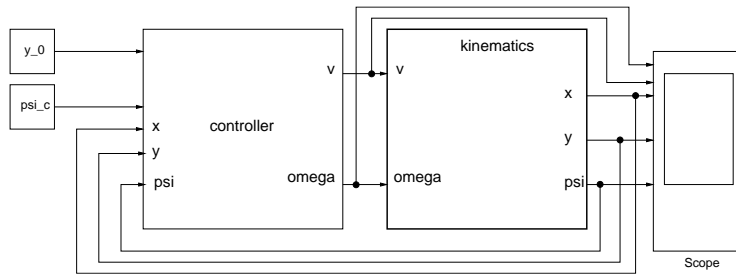 y_0
psi_c
controller
x
y
psi
v
omega
kinematics
v
omega
x
y
psi
Scope